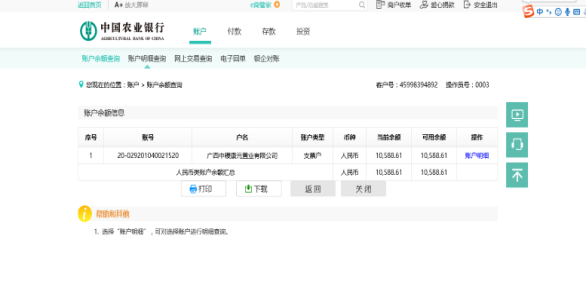 返回首页 A+ 放大屏幕
e商管家 产品/功能搜索 商户收单 爱心捐款 安全退出
中
中国农业银行
AGRICULTURAL BANK OF CHINA
账户 付款 存款 投资
账户余额查询 账户明细查询 网上交易查询 电子回单 银企对账
您现在的位置：账户 > 账户余额查询
客户号：45998394892 操作员号：0003
账户余额信息
序号 账号 户名 账户类型 币种 当前余额 可用余额 操作
1 20-029201040021520 广西中模盛元置业有限公司 支票户 人民币 10,588.61 10,588.61 账户明细
人民币类账户余额汇总 人民币 10,588.61 10,588.61
打印 下载 返回 关闭
帮助和归纳
1. 选择“账户明细”，可对选择账户进行明细查询。